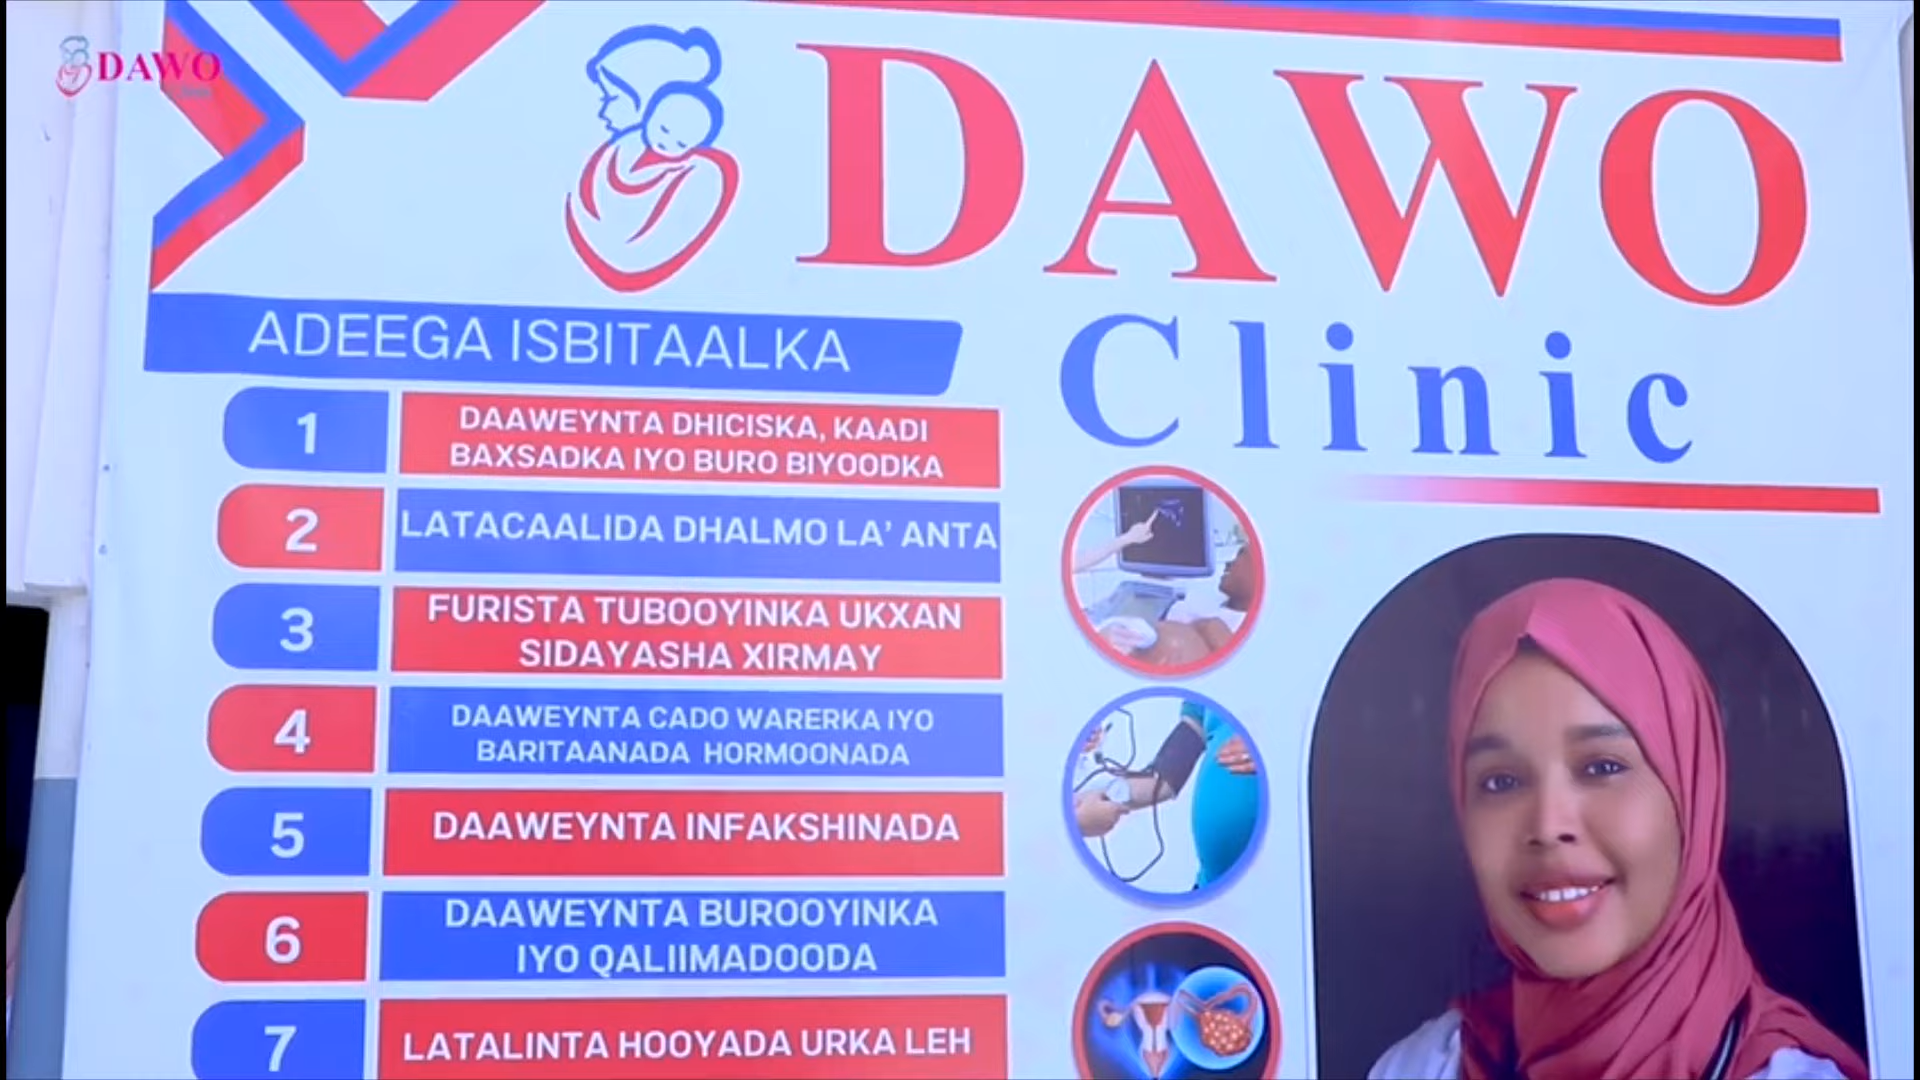 DAWO
DAWO
Clinic
ADEEGA ISBITAALKA
1
DAAWEYNTA DHICISKA, KAADI
BAXSADKA IYO BURO BIYOODKA
2
LATACAALIDA DHALMO LA' ANTA
3
FURISTA TUBOOYINKA UKXAN
SIDAYASHA XIRMAY
4
DAAWEYNTA CADO WARERKA IYO
BARITAANADA HORMOONADA
5
DAAWEYNTA INFAKSHINADA
6
DAAWEYNTA BUROOYINKA
IYO QALIIMADOODA
7
LATALINTA HOOYADA URKA LEH